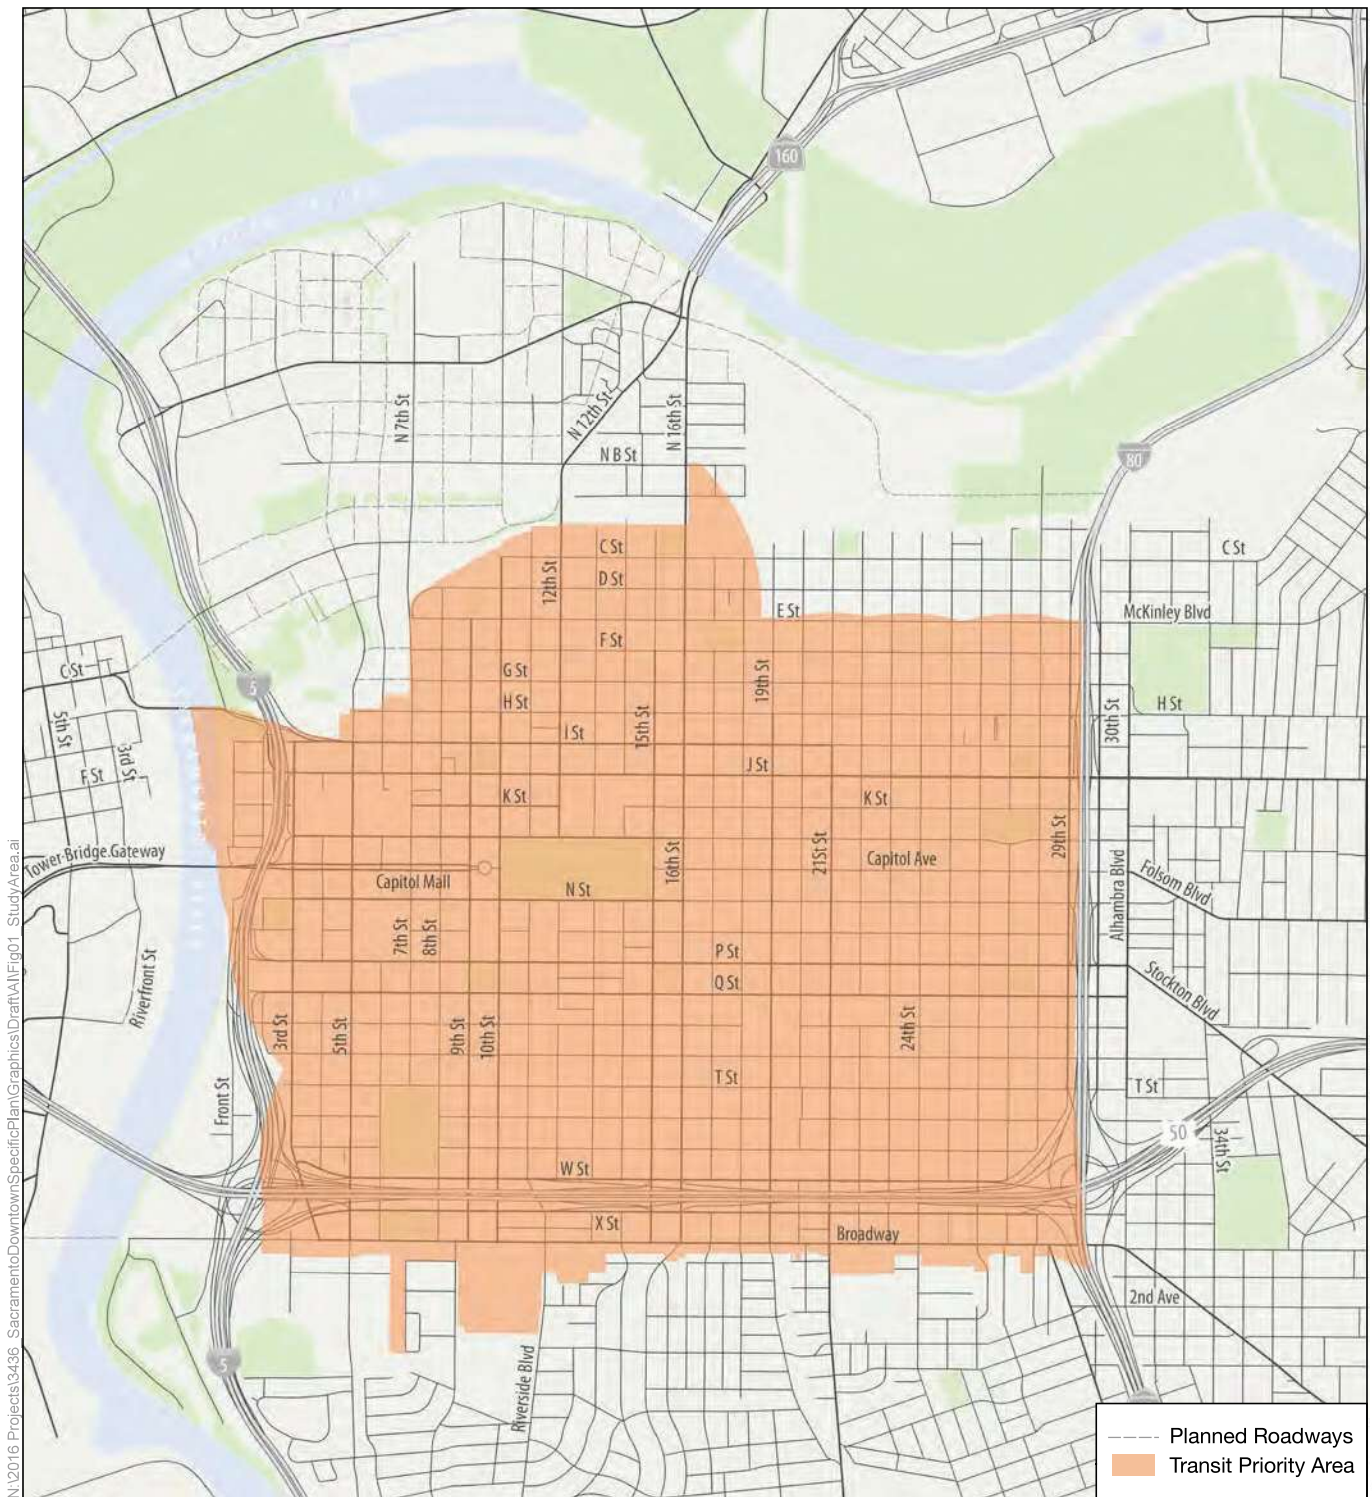 160
N 7th St
N 12th St
N 16th St
N B St
80
C St
12th St
D St
C St
E St
McKinley Blvd
F St
C St
G St
19th St
5
H St
30th St
H St
5th St
3rd St
15th St
I St
J St
F St
K St
K St
29th St
Tower Bridge Gateway
16th St
21St St
Capitol Ave
Alhambra Blvd
Folsom Blvd
Capitol Mall
N St
7th St
8th St
P St
Riverfront St
Q St
Stockton Blvd
3rd St
5th St
9th St
10th St
24th St
T St
T St
Front St
50
34th St
W St
X St
Broadway
2nd Ave
5
Riverside Blvd
Planned Roadways
Transit Priority Area
N:\2016 Projects\3436_SacramentoDowntownSpecificPlan\Graphics\Draft\AI\Fig01_StudyArea.ai